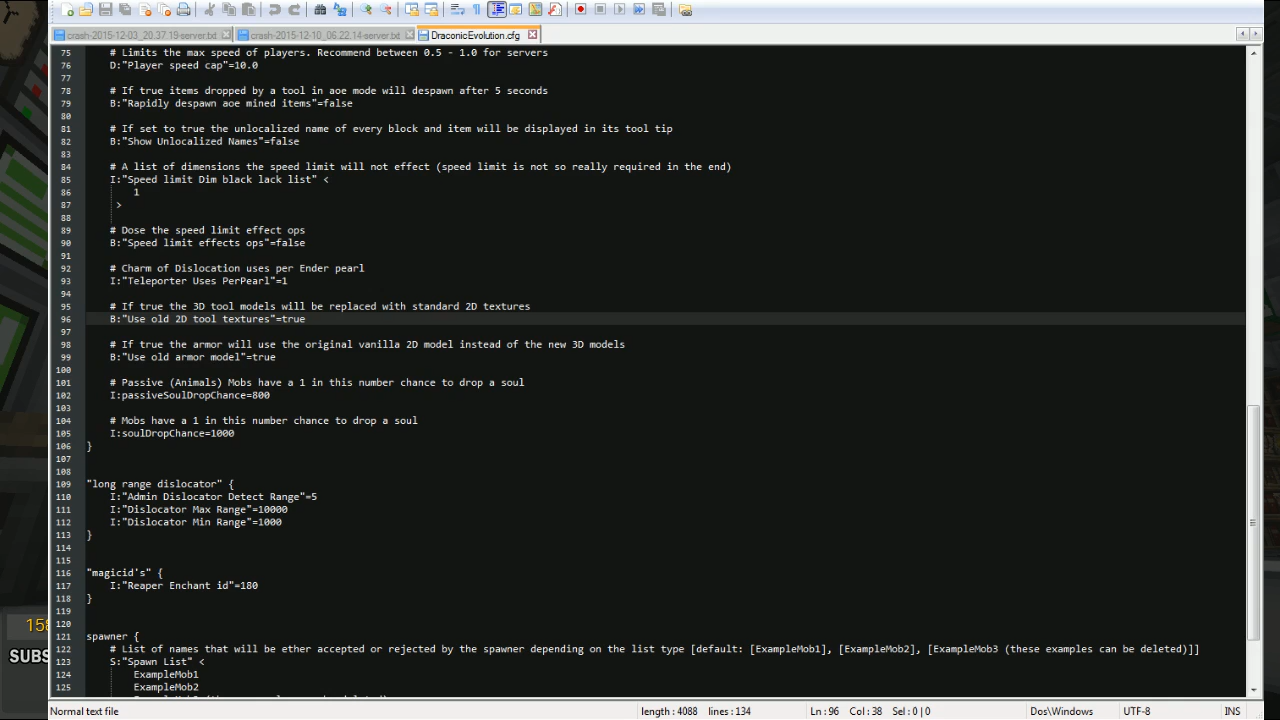 crash-2015-12-03_20.37.19-server.txt crash-2015-12-10_06.22.14-server.txt DraconicEvolution.cfg
75 # Limits the max speed of players. Recommend between 0.5 - 1.0 for servers
76 D:"Player speed cap"=10.0
77
78 # If true items dropped by a tool in aoe mode will despawn after 5 seconds
79 B:"Rapidly despawn aoe mined items"=false
80
81 # If set to true the unlocalized name of every block and item will be displayed in its tool tip
82 B:"Show Unlocalized Names"=false
83
84 # A list of dimensions the speed limit will not effect (speed limit is not so really required in the end)
85 I:"Speed limit Dim black lack list" <
86 1
87 >
88
89 # Dose the speed limit effect ops
90 B:"Speed limit effects ops"=false
91
92 # Charm of Dislocation uses per Ender pearl
93 I:"Teleporter Uses PerPearl"=1
94
95 # If true the 3D tool models will be replaced with standard 2D textures
96 B:"Use old 2D tool textures"=true
97
98 # If true the armor will use the original vanilla 2D model instead of the new 3D models
99 B:"Use old armor model"=true
100
101 # Passive (Animals) Mobs have a 1 in this number chance to drop a soul
102 I:passiveSoulDropChance=800
103
104 # Mobs have a 1 in this number chance to drop a soul
105 I:soulDropChance=1000
106 }
107
108
109 "long range dislocator" {
110 I:"Admin Dislocator Detect Range"=5
111 I:"Dislocator Max Range"=10000
112 I:"Dislocator Min Range"=1000
113 }
114
115
116 "magicid's" {
117 I:"Reaper Enchant id"=180
118 }
119
120
121 spawner {
122 # List of names that will be ether accepted or rejected by the spawner depending on the list type [default: [ExampleMob1], [ExampleMob2], [ExampleMob3 (these examples can be deleted)]]
123 S:"Spawn List" <
124 ExampleMob1
125 ExampleMob2
158
SUBS
Normal text file length : 4088 lines : 134 Ln : 96 Col : 38 Sel : 0 | 0 Dos\Windows UTF-8 INS